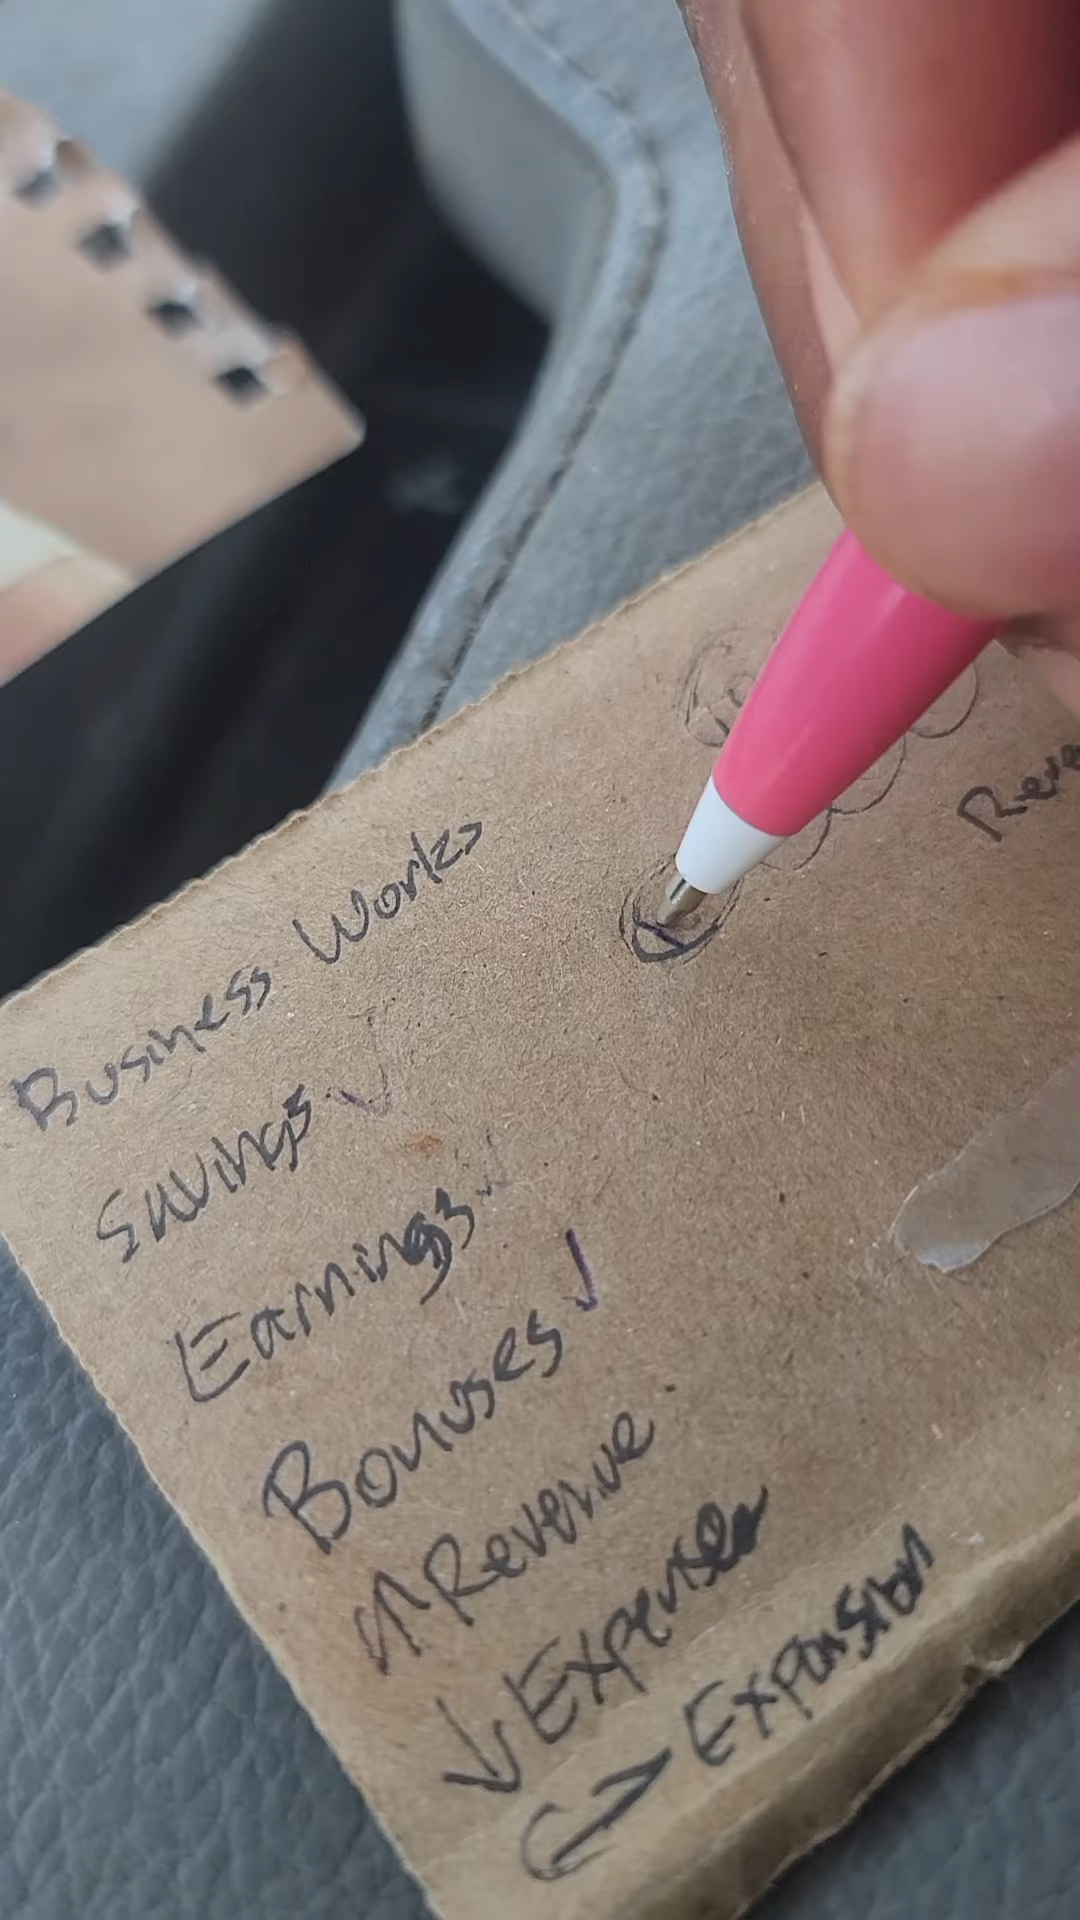 Business Works
Savings ✓
Earnings ✓
Bonuses ✓
↑ Revenue
↓ Expenses
↔ Expansion